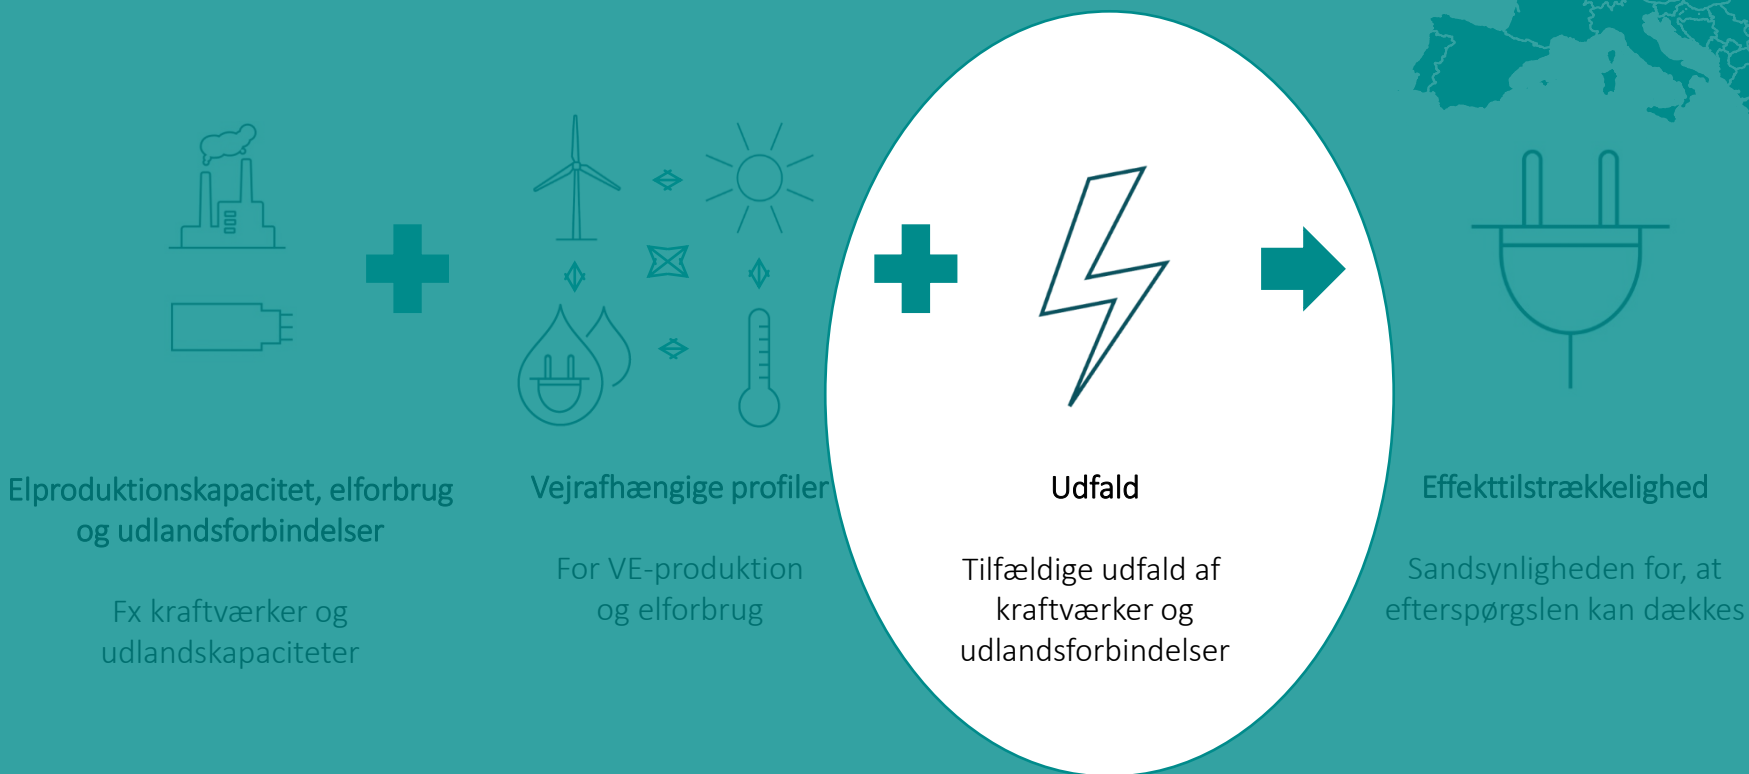 Elproduktionskapacitet, elforbrug
og udlandsforbindelser
Fx kraftværker og
udlandskapaciteter
Vejrafhængige profiler
For VE-produktion
og elforbrug
Udfald
Tilfældige udfald af
kraftværker og
udlandsforbindelser
Effekttilstrækkelighed
Sandsynligheden for, at
efterspørgslen kan dækkes